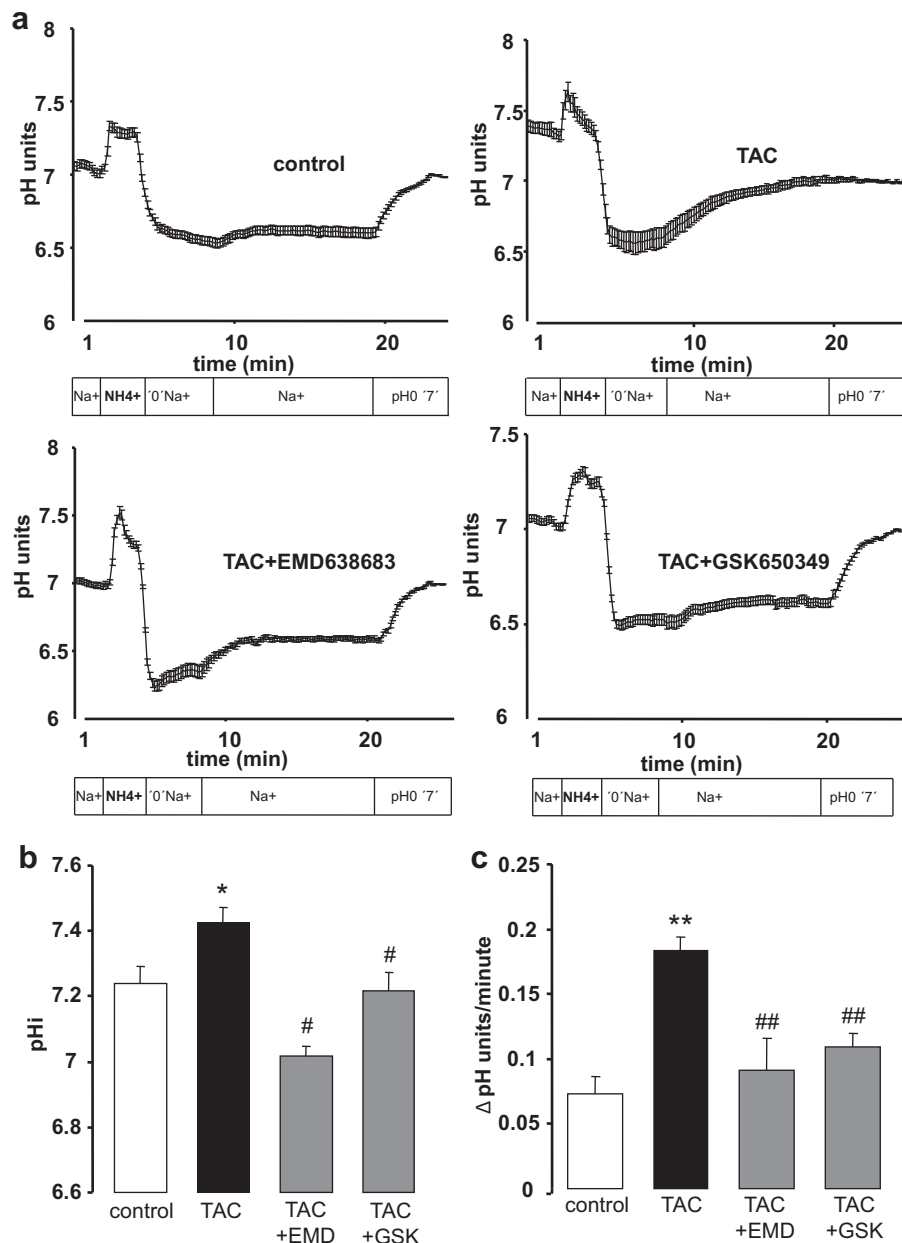 a
8
7.5
7
6.5
6
pH units
control
1
10
20
time (min)
Na+
NH4+
´0´Na+
Na+
pH0 ´7´
8
7.5
7
6.5
6
pH units
TAC
1
10
20
time (min)
Na+
NH4+
´0´Na+
Na+
pH0 ´7´
8
7.5
7
6.5
6
pH units
TAC+EMD638683
1
10
20
time (min)
Na+
NH4+
´0´Na+
Na+
pH0 ´7´
7.5
7
6.5
6
pH units
TAC+GSK650349
1
10
20
time (min)
Na+
NH4+
´0´Na+
Na+
pH0 ´7´
b
7.6
7.4
7.2
7
6.8
6.6
pHi
*
#
#
control
TAC
TAC
+EMD
TAC
+GSK
c
0.25
0.2
0.15
0.1
0.05
0
Δ pH units/minute
**
##
##
control
TAC
TAC
+EMD
TAC
+GSK